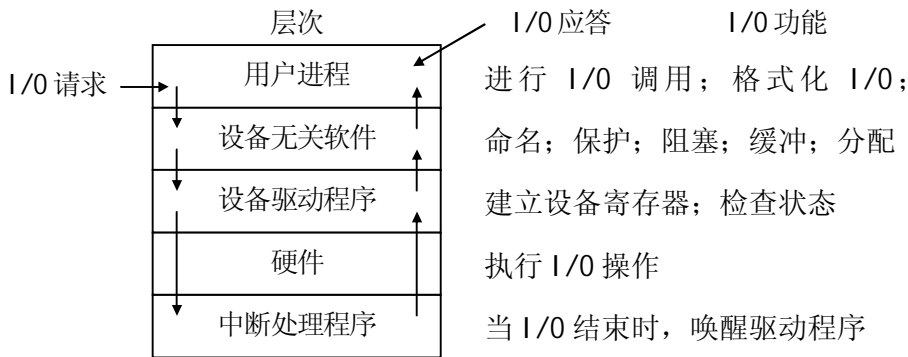 层次 I/O应答 I/O功能
I/O请求 用户进程 进行 I/O 调用；格式化 I/O；
设备无关软件 命名；保护；阻塞；缓冲；分配
设备驱动程序 建立设备寄存器；检查状态
硬件 执行I/O操作
中断处理程序 当I/O结束时，唤醒驱动程序